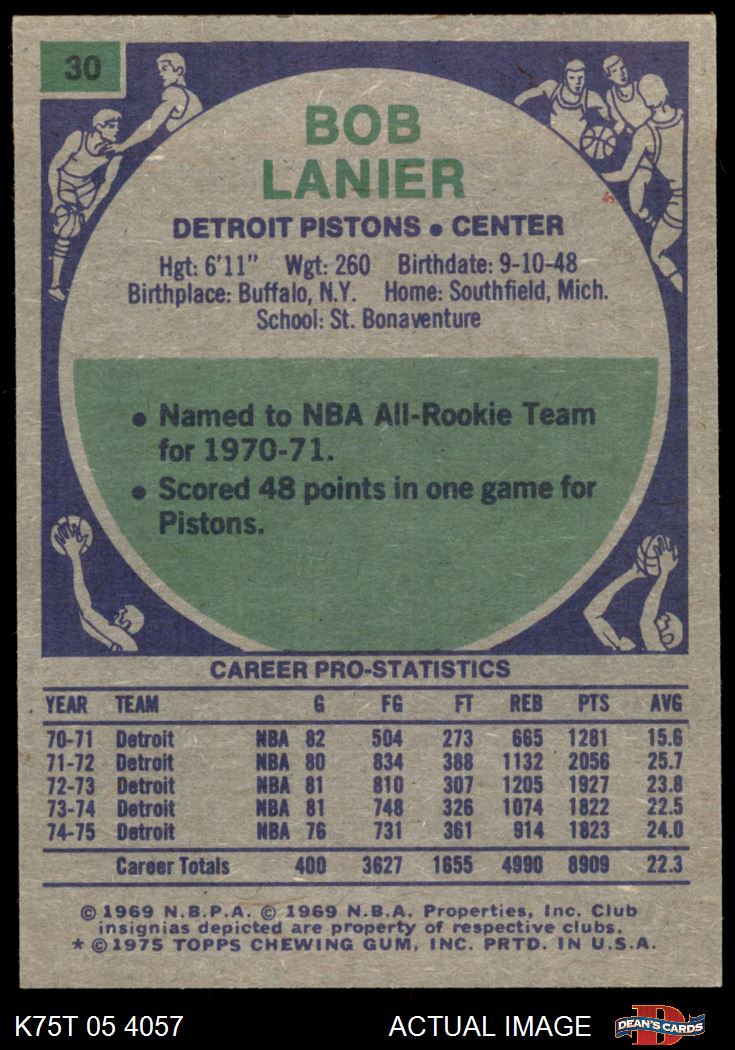 30
BOB
LANIER
DETROIT PISTONS • CENTER
Hgt: 6'11" Wgt: 260 Birthdate: 9-10-48
Birthplace: Buffalo, N.Y. Home: Southfield, Mich.
School: St. Bonaventure
• Named to NBA All-Rookie Team
for 1970-71.
• Scored 48 points in one game for
Pistons.
CAREER PRO-STATISTICS
YEAR TEAM G FG FT REB PTS AVG
70-71 Detroit NBA 82 504 273 665 1281 15.6
71-72 Detroit NBA 80 834 388 1132 2056 25.7
72-73 Detroit NBA 81 810 307 1205 1927 23.8
73-74 Detroit NBA 81 748 326 1074 1822 22.5
74-75 Detroit NBA 76 731 361 914 1823 24.0
Career Totals 400 3627 1655 4990 8909 22.3
© 1969 N.B.P.A. © 1969 N.B.A. Properties, Inc. Club
insignias depicted are property of respective clubs.
* © 1975 TOPPS CHEWING GUM, INC. PRTD. IN U.S.A.
K75T 05 4057 ACTUAL IMAGE D DEAN'S CARDS